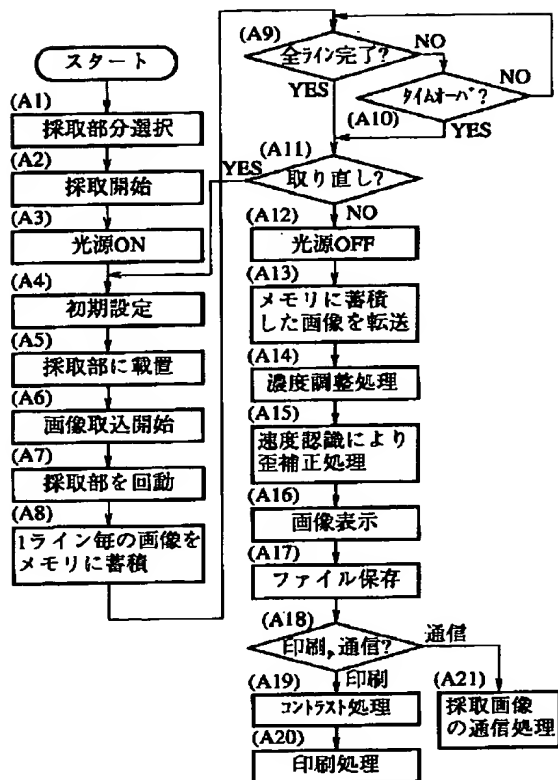 スタート
(A1)
採取部分選択
(A2)
採取開始
(A3)
光源ON
(A4)
初期設定
(A5)
採取部に載置
(A6)
画像取込開始
(A7)
採取部を回動
(A8)
1ライン毎の画像を
メモリに蓄積
(A9)
全ライン完了?
NO
YES
タイムオーバ?
NO
(A10)
YES
(A11)
YES
取り直し?
NO
(A12)
光源OFF
(A13)
メモリに蓄積
した画像を転送
(A14)
濃度調整処理
(A15)
速度認識により
歪補正処理
(A16)
画像表示
(A17)
ファイル保存
(A18)
印刷,通信?
通信
印刷
(A19)
コントラスト処理
(A20)
印刷処理
(A21)
採取画像
の通信処理